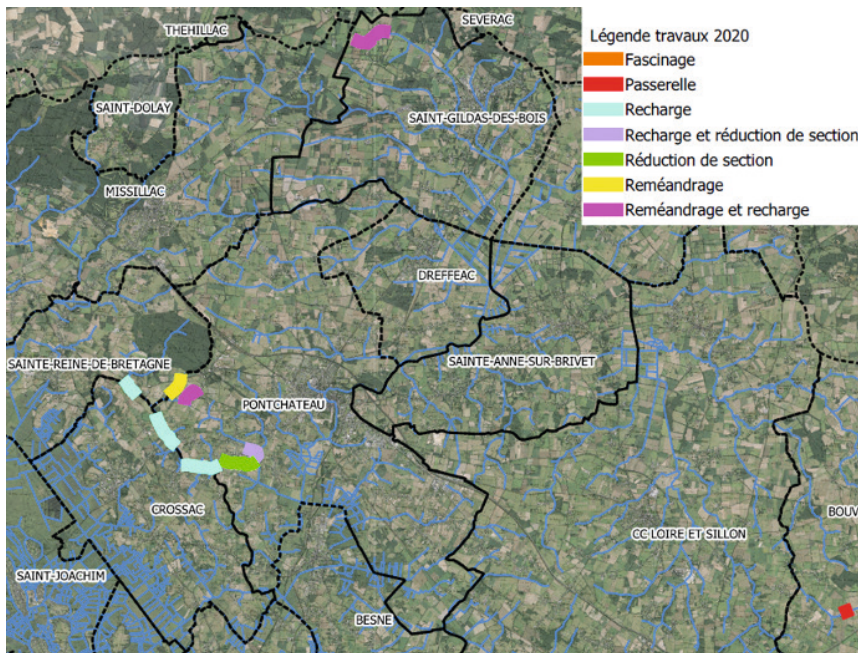 THEHILLAC
SEVERAC
Légende travaux 2020
Fascinage
Passerelle
Recharge
Recharge et réduction de section
Réduction de section
Reméandrage
Reméandrage et recharge
SAINT-DOLAY
SAINT-GILDAS-DES-BOIS
MISSILLAC
DREFFEAC
SAINTE-REINE-DE-BRETAGNE
SAINTE-ANNE-SUR-BRIVET
PONTCHATEAU
CROSSAC
BOUV
CC LOIRE ET SILLON
SAINT-JOACHIM
BESNE